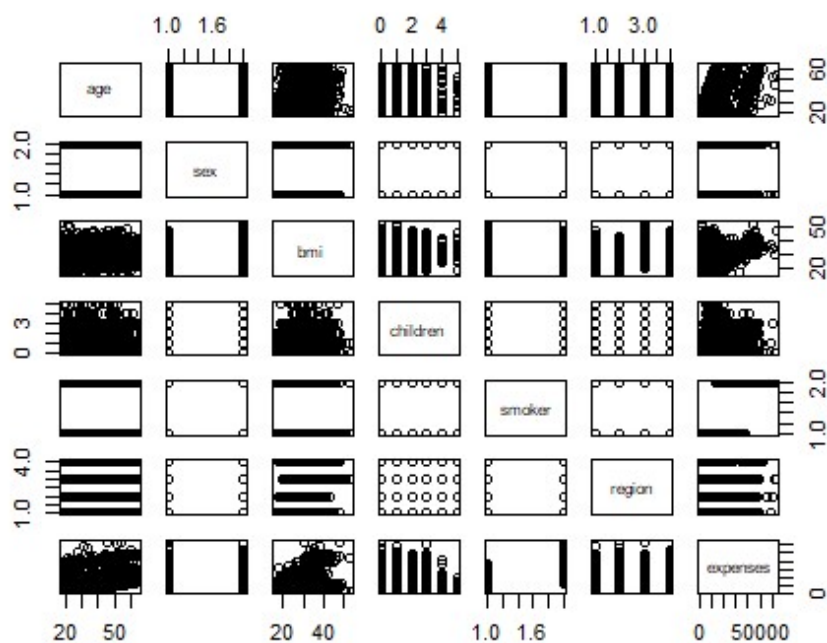 1.0 1.6 0 2 4 1.0 3.0
age 20 60
1.0 2.0 sex
bmi 20 50
0 3 children
smoker 1.0 2.0
1.0 4.0 region
expenses 0
20 50 20 40 1.0 1.6 0 50000